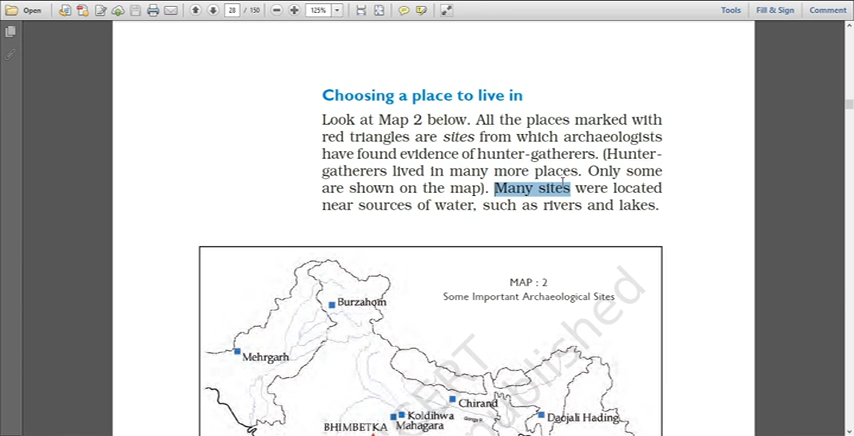 Open
28 / 150
125%
Tools
Fill & Sign
Comment
Choosing a place to live in
Look at Map 2 below. All the places marked with
red triangles are sites from which archaeologists
have found evidence of hunter-gatherers. (Hunter-
gatherers lived in many more places. Only some
are shown on the map). Many sites were located
near sources of water, such as rivers and lakes.
MAP : 2
Some Important Archaeological Sites
Burzahom
Mehrgarh
Chirand
Koldihwa
Daojali Hading
BHIMBETKA
Mahagara
Ganga R.
NCERT
published